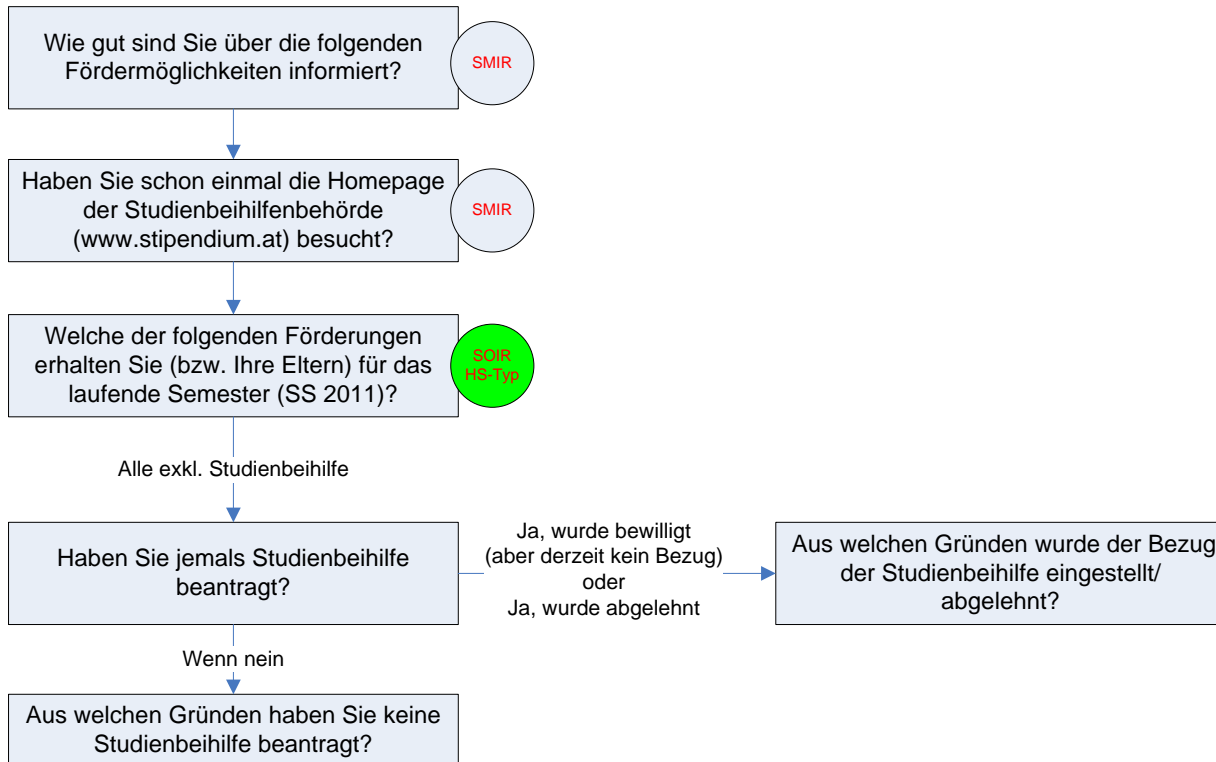 Wie gut sind Sie über die folgenden
Fördermöglichkeiten informiert?
SMIR
Haben Sie schon einmal die Homepage
der Studienbeihilfenbehörde
(www.stipendium.at) besucht?
SMIR
Welche der folgenden Förderungen
erhalten Sie (bzw. Ihre Eltern) für das
laufende Semester (SS 2011)?
SOIR
HS-Typ
Alle exkl. Studienbeihilfe
Haben Sie jemals Studienbeihilfe
beantragt?
Ja, wurde bewilligt
(aber derzeit kein Bezug)
oder
Ja, wurde abgelehnt
Aus welchen Gründen wurde der Bezug
der Studienbeihilfe eingestellt/
abgelehnt?
Wenn nein
Aus welchen Gründen haben Sie keine
Studienbeihilfe beantragt?